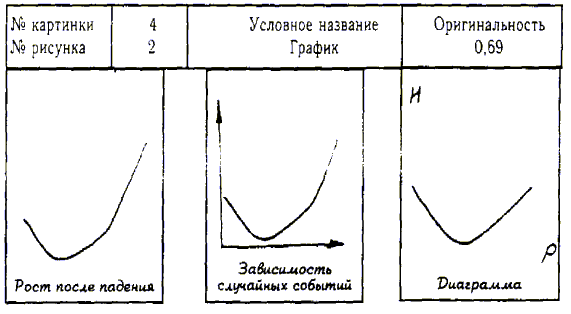 № картинки 4 Условное название Оригинальность
№ рисунка 2 График 0,69
Н
Р
Рост после падения
Зависимость
случайных событий
Диаграмма